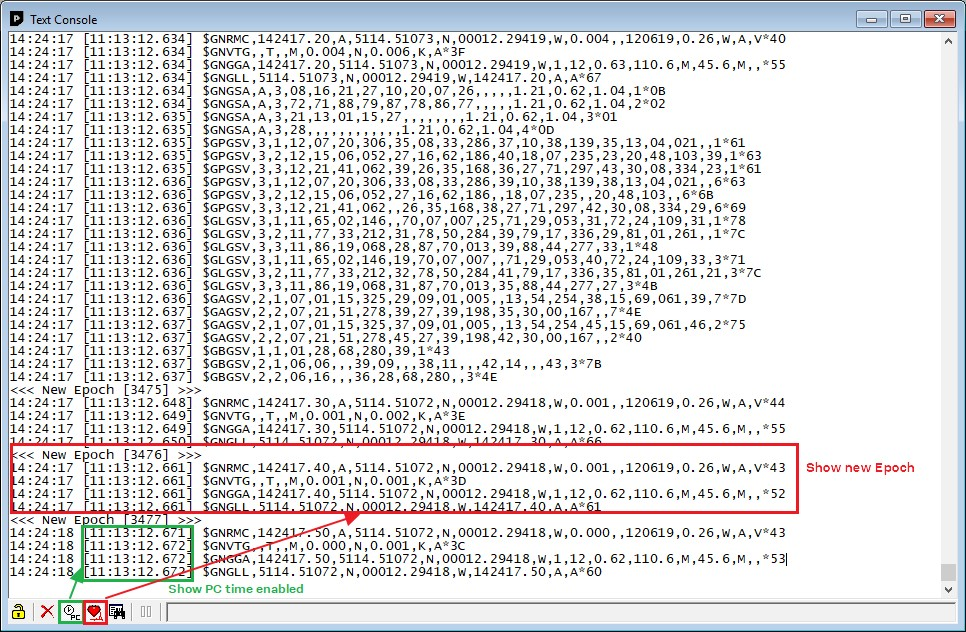 Text Console
14:24:17 [11:13:12.634] $GNRMC,142417.20,A,5114.51073,N,00012.29419,W,0.004,,120619,0.26,W,A,V*40
14:24:17 [11:13:12.634] $GNVTG,,T,,M,0.004,N,0.006,K,A*3F
14:24:17 [11:13:12.634] $GNGGA,142417.20,5114.51073,N,00012.29419,W,1,12,0.63,110.6,M,45.6,M,,*55
14:24:17 [11:13:12.634] $GNGLL,5114.51073,N,00012.29419,W,142417.20,A,A*67
14:24:17 [11:13:12.634] $GNGSA,A,3,08,16,21,27,10,20,07,26,,,,,1.21,0.62,1.04,1*0B
14:24:17 [11:13:12.634] $GNGSA,A,3,72,71,88,79,87,78,86,77,,,,,1.21,0.62,1.04,2*02
14:24:17 [11:13:12.635] $GNGSA,A,3,21,13,01,15,27,,,,,,,,1.21,0.62,1.04,3*01
14:24:17 [11:13:12.635] $GNGSA,A,3,28,,,,,,,,,,,,1.21,0.62,1.04,4*0D
14:24:17 [11:13:12.635] $GPGSV,3,1,12,07,20,306,35,08,33,286,37,10,38,139,35,13,04,021,,1*61
14:24:17 [11:13:12.635] $GPGSV,3,2,12,15,06,052,27,16,62,186,40,18,07,235,23,20,48,103,39,1*63
14:24:17 [11:13:12.635] $GPGSV,3,3,12,21,41,062,39,26,35,168,36,27,71,297,43,30,08,334,23,1*61
14:24:17 [11:13:12.636] $GPGSV,3,1,12,07,20,306,33,08,33,286,39,10,38,139,38,13,04,021,,6*63
14:24:17 [11:13:12.636] $GPGSV,3,2,12,15,06,052,27,16,62,186,,18,07,235,,20,48,103,,6*6B
14:24:17 [11:13:12.636] $GPGSV,3,3,12,21,41,062,,26,35,168,38,27,71,297,42,30,08,334,29,6*69
14:24:17 [11:13:12.636] $GLGSV,3,1,11,65,02,146,,70,07,007,25,71,29,053,31,72,24,109,31,1*78
14:24:17 [11:13:12.636] $GLGSV,3,2,11,77,33,212,31,78,50,284,39,79,17,336,29,81,01,261,,1*7C
14:24:17 [11:13:12.636] $GLGSV,3,3,11,86,19,068,28,87,70,013,39,88,44,277,33,1*48
14:24:17 [11:13:12.636] $GLGSV,3,1,11,65,02,146,19,70,07,007,,71,29,053,40,72,24,109,33,3*71
14:24:17 [11:13:12.636] $GLGSV,3,2,11,77,33,212,32,78,50,284,41,79,17,336,35,81,01,261,21,3*7C
14:24:17 [11:13:12.636] $GLGSV,3,3,11,86,19,068,31,87,70,013,35,88,44,277,27,3*4B
14:24:17 [11:13:12.636] $GAGSV,2,1,07,01,15,325,29,09,01,005,,13,54,254,38,15,69,061,39,7*7D
14:24:17 [11:13:12.637] $GAGSV,2,2,07,21,51,278,39,27,39,198,35,30,00,167,,7*4E
14:24:17 [11:13:12.637] $GAGSV,2,1,07,01,15,325,37,09,01,005,,13,54,254,45,15,69,061,46,2*75
14:24:17 [11:13:12.637] $GAGSV,2,2,07,21,51,278,45,27,39,198,42,30,00,167,,2*40
14:24:17 [11:13:12.637] $GBGSV,1,1,01,28,68,280,39,1*43
14:24:17 [11:13:12.637] $GBGSV,2,1,06,06,,,39,09,,,38,11,,,42,14,,,43,3*7B
14:24:17 [11:13:12.637] $GBGSV,2,2,06,16,,,36,28,68,280,,3*4E
<<< New Epoch [3475] >>>
14:24:17 [11:13:12.648] $GNRMC,142417.30,A,5114.51072,N,00012.29418,W,0.001,,120619,0.26,W,A,V*44
14:24:17 [11:13:12.649] $GNVTG,,T,,M,0.001,N,0.002,K,A*3E
14:24:17 [11:13:12.649] $GNGGA,142417.30,5114.51072,N,00012.29418,W,1,12,0.62,110.6,M,45.6,M,,*55
14:24:17 [11:13:12.650] $GNGLL,5114.51072,N,00012.29418,W,142417.30,A,A*66
<<< New Epoch [3476] >>>
14:24:17 [11:13:12.661] $GNRMC,142417.40,A,5114.51072,N,00012.29418,W,0.001,,120619,0.26,W,A,V*43
Show new Epoch
14:24:17 [11:13:12.661] $GNVTG,,T,,M,0.001,N,0.001,K,A*3D
14:24:17 [11:13:12.661] $GNGGA,142417.40,5114.51072,N,00012.29418,W,1,12,0.62,110.6,M,45.6,M,,*52
14:24:17 [11:13:12.661] $GNGLL,5114.51072,N,00012.29418,W,142417.40,A,A*61
<<< New Epoch [3477] >>>
14:24:18 [11:13:12.671] $GNRMC,142417.50,A,5114.51072,N,00012.29418,W,0.000,,120619,0.26,W,A,V*43
14:24:18 [11:13:12.672] $GNVTG,,T,,M,0.000,N,0.001,K,A*3C
14:24:18 [11:13:12.672] $GNGGA,142417.50,5114.51072,N,00012.29418,W,1,12,0.62,110.6,M,45.6,M,,*53
14:24:18 [11:13:12.672] $GNGLL,5114.51072,N,00012.29418,W,142417.50,A,A*60
Show PC time enabled
PC